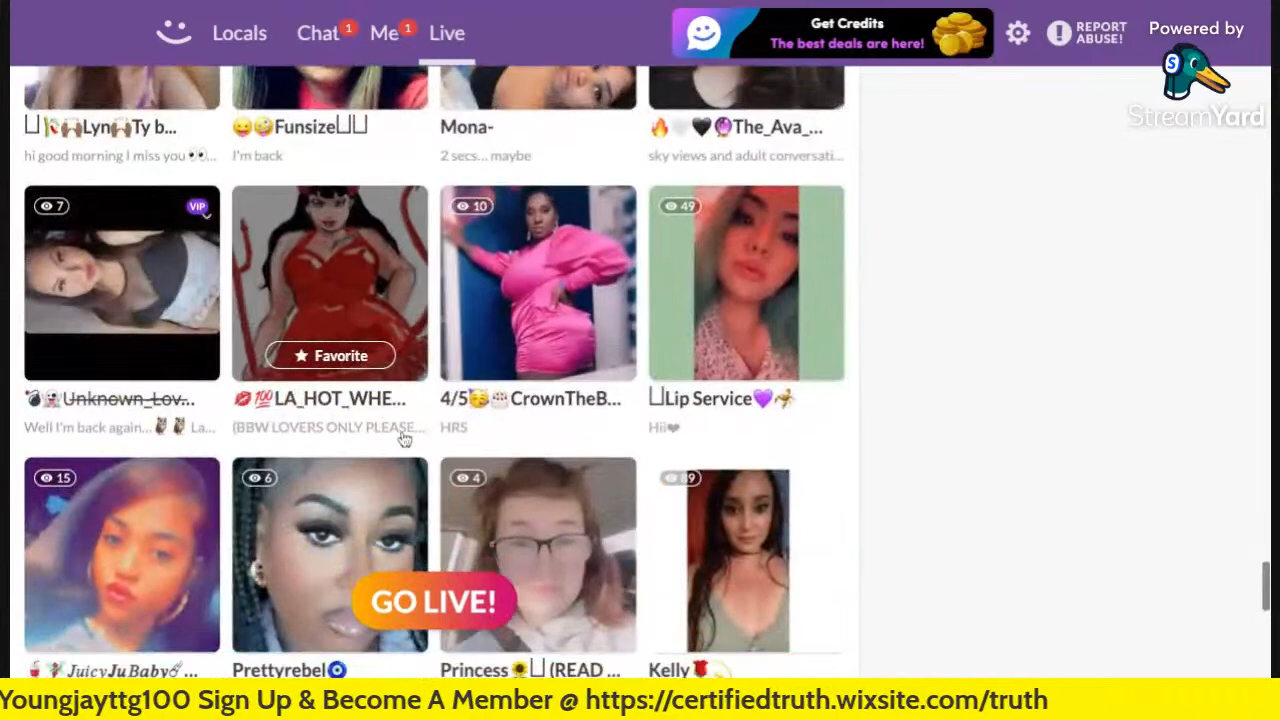 Locals Chat 1 Me 1 Live
Get Credits
The best deals are here!
REPORT
ABUSE!
Powered by
S
StreamYard
Lyn Ty b... Funsize Mona- The_Ava_...
hi good morning I miss you ... I'm back 2 secs... maybe sky views and adult conversati...
7 VIP 10 49
Favorite
Unknown_Lov... 💋💯LA_HOT_WHE... 4/5🥳🎂CrownTheB... Lip Service💜
Well I'm back again...🦉🦉 La... (BBW LOVERS ONLY PLEASE... HRS Hii❤
15 6 4 89
GO LIVE!
JuicyJuBaby ... Prettyrebel🧿 Princess🌻 (READ ... Kelly🌹
Youngjayttg100 Sign Up & Become A Member @ https://certifiedtruth.wixsite.com/truth